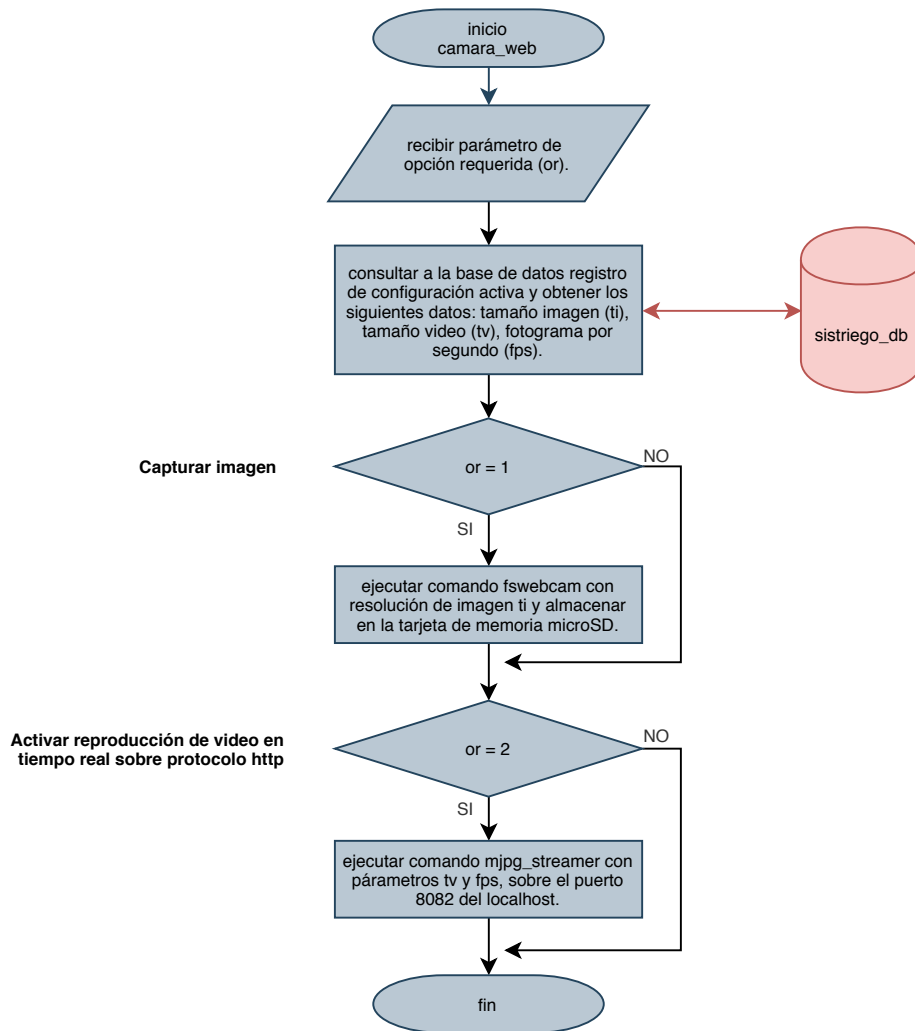 inicio
camara_web
recibir parámetro de
opción requerida (or).
consultar a la base de datos registro
de configuración activa y obtener los
siguientes datos: tamaño imagen (ti),
tamaño video (tv), fotograma por
segundo (fps).
sistriego_db
Capturar imagen
or = 1
NO
SI
ejecutar comando fswebcam con
resolución de imagen ti y almacenar
en la tarjeta de memoria microSD.
Activar reproducción de video en
tiempo real sobre protocolo http
or = 2
NO
SI
ejecutar comando mjpg_streamer con
párametros tv y fps, sobre el puerto
8082 del localhost.
fin